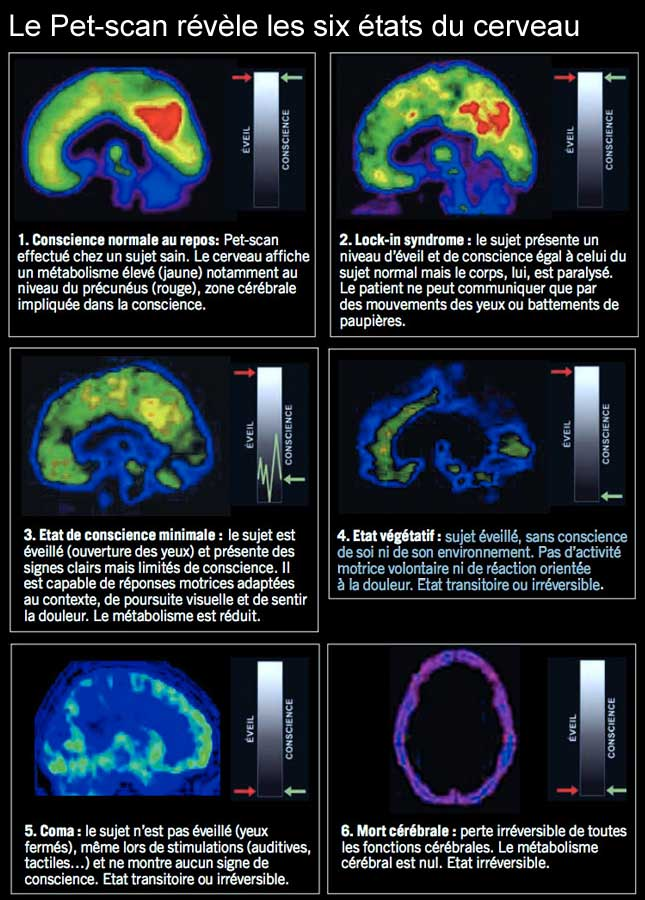 Le Pet-scan révèle les six états du cerveau
ÉVEIL
CONSCIENCE
1. Conscience normale au repos: Pet-scan
effectué chez un sujet sain. Le cerveau affiche
un métabolisme élevé (jaune) notamment au
niveau du précunéus (rouge), zone cérébrale
impliquée dans la conscience.
ÉVEIL
CONSCIENCE
2. Lock-in syndrome : le sujet présente un
niveau d'éveil et de conscience égal à celui du
sujet normal mais le corps, lui, est paralysé.
Le patient ne peut communiquer que par
des mouvements des yeux ou battements de
paupières.
ÉVEIL
CONSCIENCE
3. Etat de conscience minimale : le sujet est
éveillé (ouverture des yeux) et présente des
signes clairs mais limités de conscience. Il
est capable de réponses motrices adaptées
au contexte, de poursuite visuelle et de sentir
la douleur. Le métabolisme est réduit.
ÉVEIL
CONSCIENCE
4. Etat végétatif : sujet éveillé, sans conscience
de soi ni de son environnement. Pas d'activité
motrice volontaire ni de réaction orientée
à la douleur. Etat transitoire ou irréversible.
ÉVEIL
CONSCIENCE
5. Coma : le sujet n'est pas éveillé (yeux
fermés), même lors de stimulations (auditives,
tactiles...) et ne montre aucun signe de
conscience. Etat transitoire ou irréversible.
ÉVEIL
CONSCIENCE
6. Mort cérébrale : perte irréversible de toutes
les fonctions cérébrales. Le métabolisme
cérébral est nul. Etat irréversible.